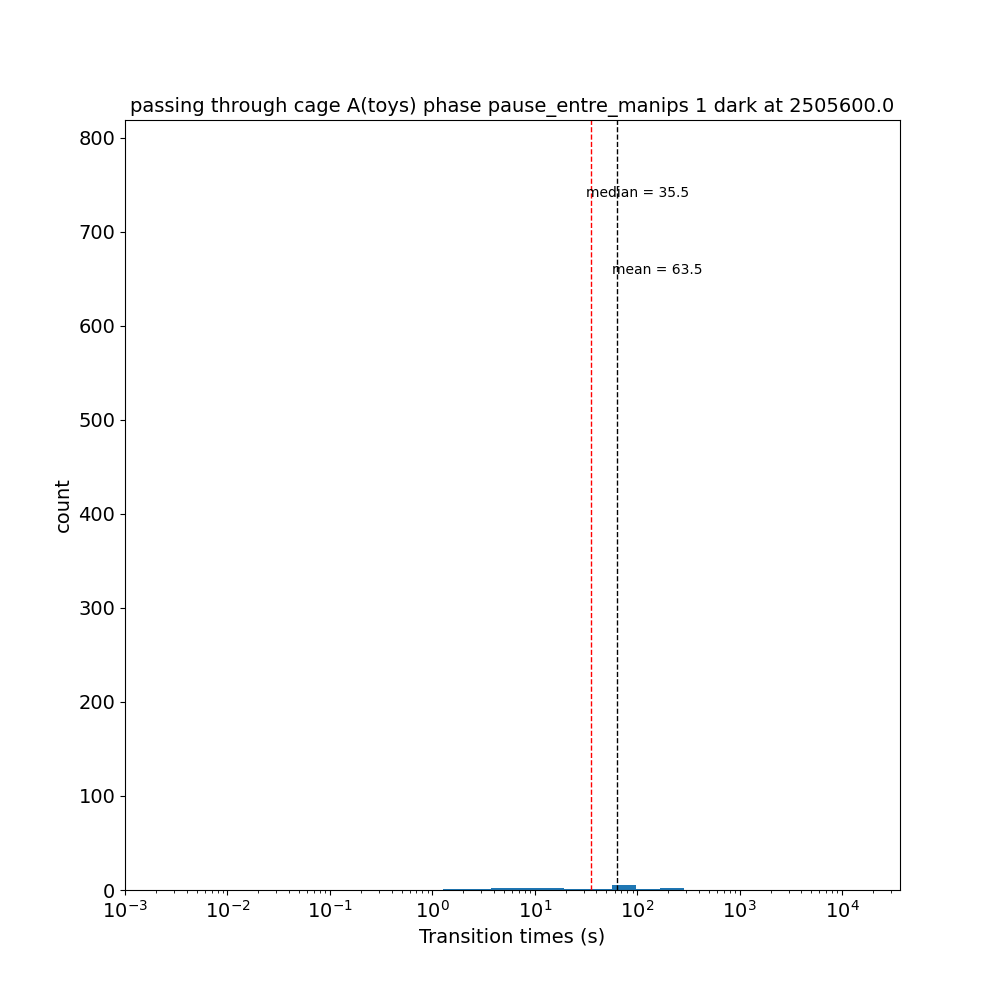 passing through cage A(toys) phase pause_entre_manips 1 dark at 2505600.0
800
median = 35.5
700
mean = 63.5
600
500
count
400
300
200
100
0
10⁻³ 10⁻² 10⁻¹ 10⁰ 10¹ 10² 10³ 10⁴
Transition times (s)